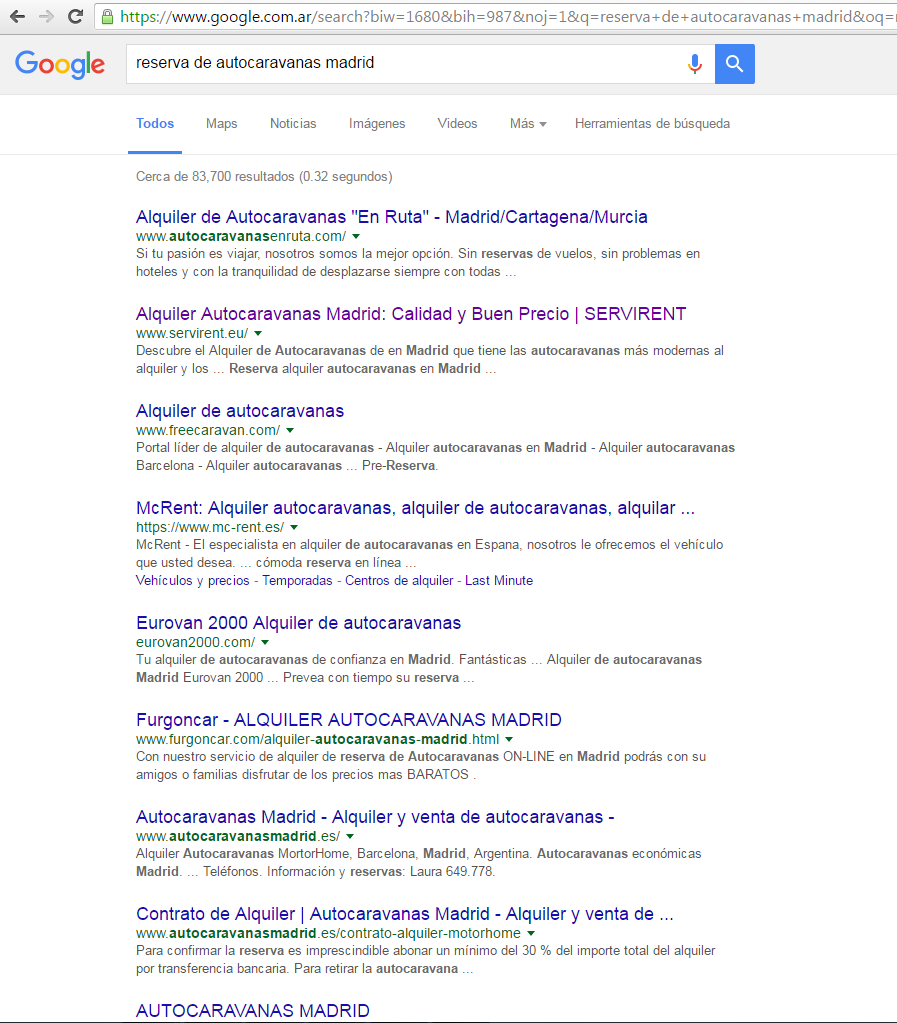 https://www.google.com.ar/search?biw=1680&bih=987&noj=1&q=reserva+de+autocaravanas+madrid&oq=
Google
reserva de autocaravanas madrid
Todos Maps Noticias Imágenes Videos Más Herramientas de búsqueda
Cerca de 83,700 resultados (0.32 segundos)
Alquiler de Autocaravanas "En Ruta" - Madrid/Cartagena/Murcia
www.autocaravanasenruta.com/
Si tu pasión es viajar, nosotros somos la mejor opción. Sin reservas de vuelos, sin problemas en
hoteles y con la tranquilidad de desplazarse siempre con todas ...
Alquiler Autocaravanas Madrid: Calidad y Buen Precio | SERVIRENT
www.servirent.eu/
Descubre el Alquiler de Autocaravanas de en Madrid que tiene las autocaravanas más modernas al
alquiler y los ... Reserva alquiler autocaravanas en Madrid ...
Alquiler de autocaravanas
www.freecaravan.com/
Portal líder de alquiler de autocaravanas - Alquiler autocaravanas en Madrid - Alquiler autocaravanas
Barcelona - Alquiler autocaravanas ... Pre-Reserva.
McRent: Alquiler autocaravanas, alquiler de autocaravanas, alquilar ...
https://www.mc-rent.es/
McRent - El especialista en alquiler de autocaravanas en Espana, nosotros le ofrecemos el vehículo
que usted desea. ... cómoda reserva en línea ...
Vehículos y precios - Temporadas - Centros de alquiler - Last Minute
Eurovan 2000 Alquiler de autocaravanas
eurovan2000.com/
Tu alquiler de autocaravanas de confianza en Madrid. Fantásticas ... Alquiler de autocaravanas
Madrid Eurovan 2000 ... Prevea con tiempo su reserva ...
Furgoncar - ALQUILER AUTOCARAVANAS MADRID
www.furgoncar.com/alquiler-autocaravanas-madrid.html
Con nuestro servicio de alquiler de reserva de Autocaravanas ON-LINE en Madrid podrás con su
amigos o familias disfrutar de los precios mas BARATOS .
Autocaravanas Madrid - Alquiler y venta de autocaravanas -
www.autocaravanasmadrid.es/
Alquiler Autocaravanas MortorHome, Barcelona, Madrid, Argentina. Autocaravanas económicas
Madrid. ... Teléfonos. Información y reservas: Laura 649.778.
Contrato de Alquiler | Autocaravanas Madrid - Alquiler y venta de ...
www.autocaravanasmadrid.es/contrato-alquiler-motorhome
Para confirmar la reserva es imprescindible abonar un mínimo del 30 % del importe total del alquiler
por transferencia bancaria. Para retirar la autocaravana ...
AUTOCARAVANAS MADRID